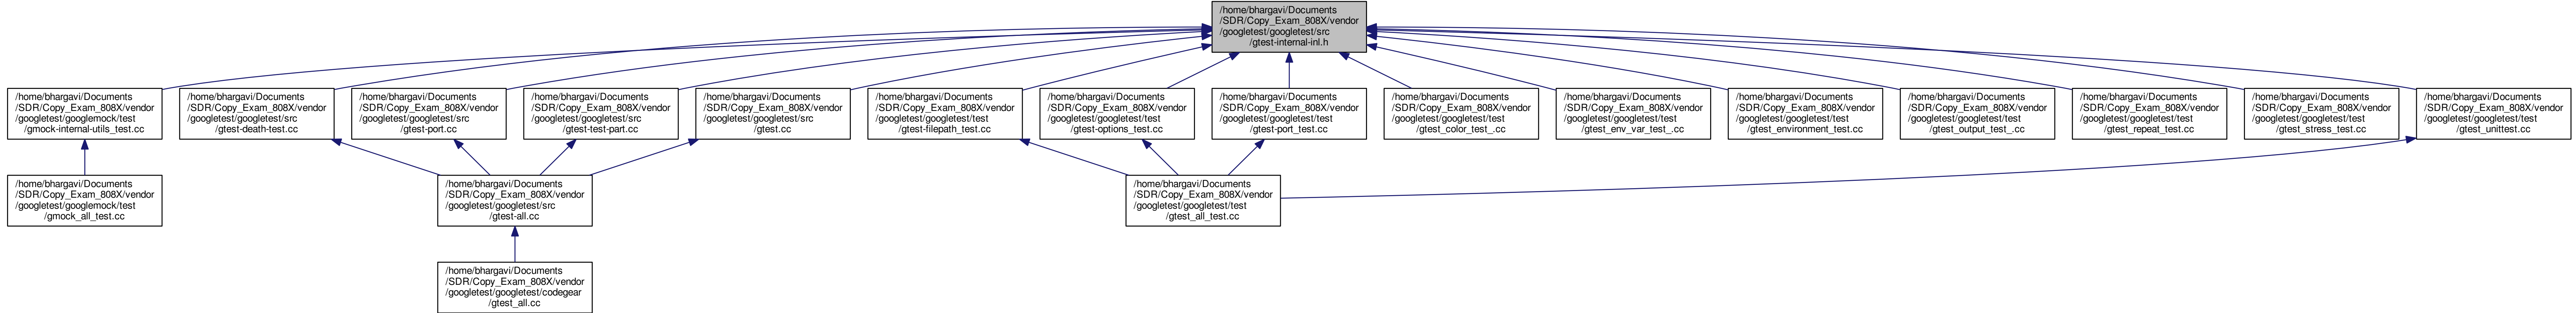 /home/bhargavi/Documents
/SDR/Copy_Exam_808X/vendor
/googletest/googletest/src
/gtest-internal-inl.h
/home/bhargavi/Documents
/SDR/Copy_Exam_808X/vendor
/googletest/googlemock/test
/gmock-internal-utils_test.cc
/home/bhargavi/Documents
/SDR/Copy_Exam_808X/vendor
/googletest/googletest/src
/gtest-death-test.cc
/home/bhargavi/Documents
/SDR/Copy_Exam_808X/vendor
/googletest/googletest/src
/gtest-port.cc
/home/bhargavi/Documents
/SDR/Copy_Exam_808X/vendor
/googletest/googletest/src
/gtest-test-part.cc
/home/bhargavi/Documents
/SDR/Copy_Exam_808X/vendor
/googletest/googletest/src
/gtest.cc
/home/bhargavi/Documents
/SDR/Copy_Exam_808X/vendor
/googletest/googletest/test
/gtest-filepath_test.cc
/home/bhargavi/Documents
/SDR/Copy_Exam_808X/vendor
/googletest/googletest/test
/gtest-options_test.cc
/home/bhargavi/Documents
/SDR/Copy_Exam_808X/vendor
/googletest/googletest/test
/gtest-port_test.cc
/home/bhargavi/Documents
/SDR/Copy_Exam_808X/vendor
/googletest/googletest/test
/gtest_color_test_.cc
/home/bhargavi/Documents
/SDR/Copy_Exam_808X/vendor
/googletest/googletest/test
/gtest_env_var_test_.cc
/home/bhargavi/Documents
/SDR/Copy_Exam_808X/vendor
/googletest/googletest/test
/gtest_environment_test.cc
/home/bhargavi/Documents
/SDR/Copy_Exam_808X/vendor
/googletest/googletest/test
/gtest_output_test_.cc
/home/bhargavi/Documents
/SDR/Copy_Exam_808X/vendor
/googletest/googletest/test
/gtest_repeat_test.cc
/home/bhargavi/Documents
/SDR/Copy_Exam_808X/vendor
/googletest/googletest/test
/gtest_stress_test.cc
/home/bhargavi/Documents
/SDR/Copy_Exam_808X/vendor
/googletest/googletest/test
/gtest_unittest.cc
/home/bhargavi/Documents
/SDR/Copy_Exam_808X/vendor
/googletest/googlemock/test
/gmock_all_test.cc
/home/bhargavi/Documents
/SDR/Copy_Exam_808X/vendor
/googletest/googletest/src
/gtest-all.cc
/home/bhargavi/Documents
/SDR/Copy_Exam_808X/vendor
/googletest/googletest/test
/gtest_all_test.cc
/home/bhargavi/Documents
/SDR/Copy_Exam_808X/vendor
/googletest/googletest/codegear
/gtest_all.cc